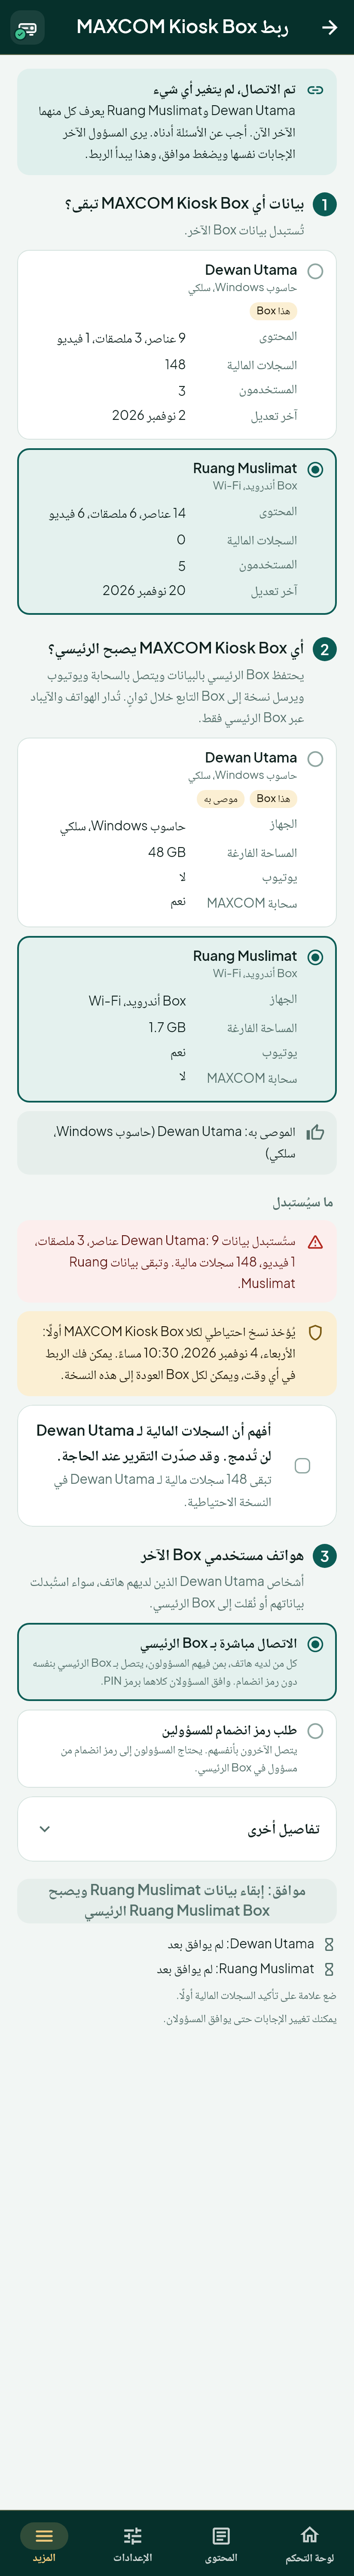 ربط MAXCOM Kiosk Box
تم الاتصال، لم يتغير أي شيء
Dewan Utama وRuang Muslimat يعرف كل منهما
الآخر الآن. أجب عن الأسئلة أدناه. يرى المسؤول الآخر
الإجابات نفسها ويضغط موافق، وهذا يبدأ الربط.
1 بيانات أي MAXCOM Kiosk Box تبقى؟
تُستبدل بيانات Box الآخر.
Dewan Utama
حاسوب Windows، سلكي
هذا Box
المحتوى 9 عناصر، 3 ملصقات، 1 فيديو
السجلات المالية 148
المستخدمون 3
آخر تعديل 2 نوفمبر 2026
Ruang Muslimat
Box أندرويد، Wi-Fi
المحتوى 14 عناصر، 6 ملصقات، 6 فيديو
السجلات المالية 0
المستخدمون 5
آخر تعديل 20 نوفمبر 2026
2 أي MAXCOM Kiosk Box يصبح الرئيسي؟
يحتفظ Box الرئيسي بالبيانات ويتصل بالسحابة ويوتيوب
ويرسل نسخة إلى Box التابع خلال ثوانٍ. تُدار الهواتف والآيباد
عبر Box الرئيسي فقط.
Dewan Utama
حاسوب Windows، سلكي
هذا Box موصى به
الجهاز حاسوب Windows، سلكي
المساحة الفارغة 48 GB
يوتيوب لا
سحابة MAXCOM نعم
Ruang Muslimat
Box أندرويد، Wi-Fi
الجهاز Box أندرويد، Wi-Fi
المساحة الفارغة 1.7 GB
يوتيوب نعم
سحابة MAXCOM لا
الموصى به: Dewan Utama (حاسوب Windows،
سلكي)
ما سيُستبدل
ستُستبدل بيانات Dewan Utama: 9 عناصر، 3 ملصقات،
1 فيديو، 148 سجلات مالية. وتبقى بيانات Ruang
Muslimat.
يُؤخذ نسخ احتياطي لكلا MAXCOM Kiosk Box أولًا:
الأربعاء، 4 نوفمبر 2026، 10:30 مساءً. يمكن فك الربط
في أي وقت، ويمكن لكل Box العودة إلى هذه النسخة.
أفهم أن السجلات المالية لـ Dewan Utama
لن تُدمج. وقد صدّرت التقرير عند الحاجة.
تبقى 148 سجلات مالية لـ Dewan Utama في
النسخة الاحتياطية.
3 هواتف مستخدمي Box الآخر
أشخاص Dewan Utama الذين لديهم هاتف، سواء استُبدلت
بياناتهم أو نُقلت إلى Box الرئيسي.
الاتصال مباشرة بـ Box الرئيسي
كل من لديه هاتف، بمن فيهم المسؤولون، يتصل بـ Box الرئيسي بنفسه
دون رمز انضمام. وافق المسؤولان كلاهما برمز PIN.
طلب رمز انضمام للمسؤولين
يتصل الآخرون بأنفسهم. يحتاج المسؤولون إلى رمز انضمام من
مسؤول في Box الرئيسي.
تفاصيل أخرى
موافق: إبقاء بيانات Ruang Muslimat ويصبح
Ruang Muslimat Box الرئيسي
Dewan Utama: لم يوافق بعد
Ruang Muslimat: لم يوافق بعد
ضع علامة على تأكيد السجلات المالية أولًا.
يمكنك تغيير الإجابات حتى يوافق المسؤولان.
لوحة التحكم
المحتوى
الإعدادات
المزيد